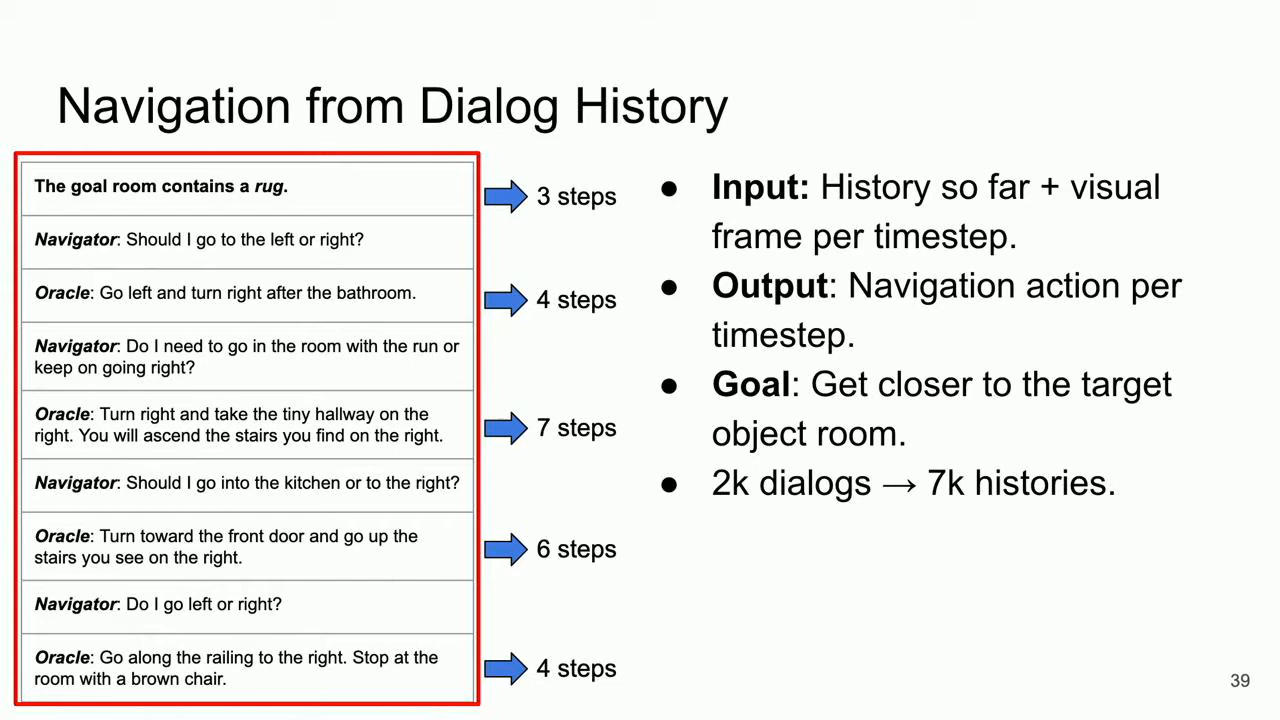 Navigation from Dialog History
The goal room contains a rug.
3 steps
Navigator: Should I go to the left or right?
Oracle: Go left and turn right after the bathroom.
4 steps
Navigator: Do I need to go in the room with the run or
keep on going right?
Oracle: Turn right and take the tiny hallway on the
right. You will ascend the stairs you find on the right.
7 steps
Navigator: Should I go into the kitchen or to the right?
Oracle: Turn toward the front door and go up the
stairs you see on the right.
6 steps
Navigator: Do I go left or right?
Oracle: Go along the railing to the right. Stop at the
room with a brown chair.
4 steps
● Input: History so far + visual
frame per timestep.
● Output: Navigation action per
timestep.
● Goal: Get closer to the target
object room.
● 2k dialogs → 7k histories.
39